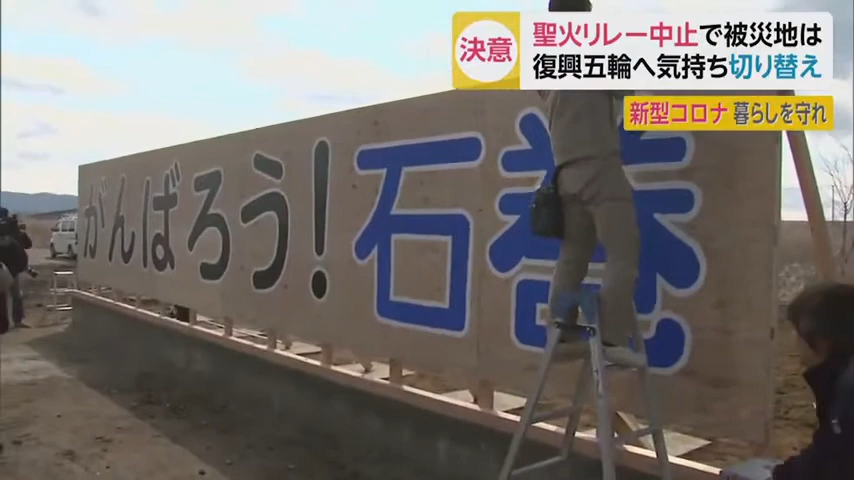 決意
聖火リレー中止で被災地は
復興五輪へ気持ち切り替え
新型コロナ 暮らしを守れ
がんばろう!石巻